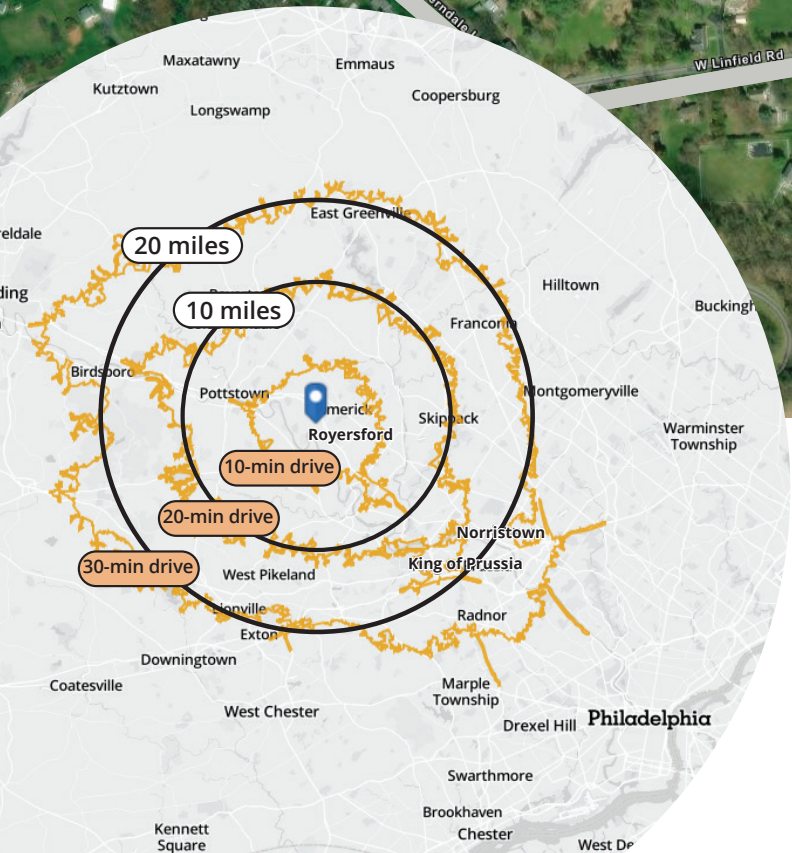 W Linfield Rd
Maxatawny
Emmaus
Kutztown
Coopersburg
Longswamp
East Greenville
20 miles
Hilltown
10 miles
Franconia
Birdsboro
Pottstown
Montgomeryville
Skippack
Royersford
Warminster
Township
10-min drive
20-min drive
Norristown
30-min drive
King of Prussia
West Pikeland
Lionville
Radnor
Exton
Downingtown
Coatesville
Marple
Township
West Chester
Drexel Hill
Philadelphia
Swarthmore
Brookhaven
Kennett
Square
Chester